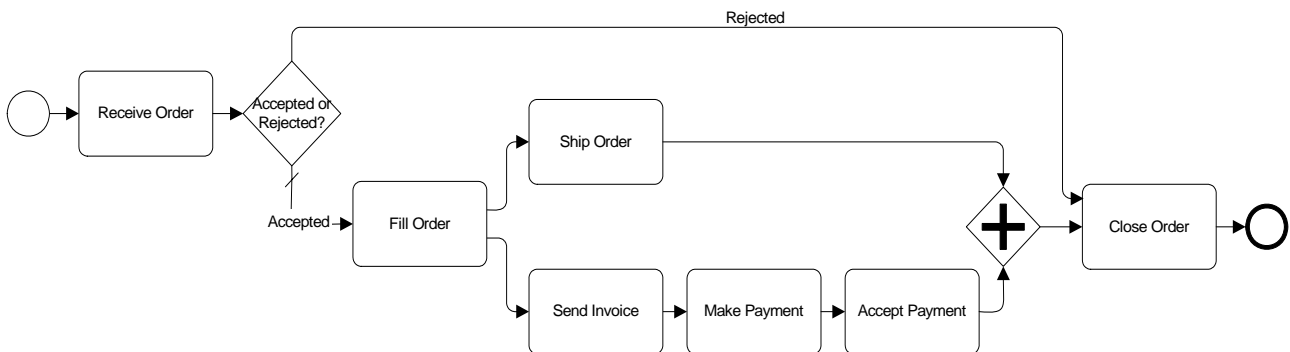 Rejected
Receive Order
Accepted or
Rejected?
Ship Order
Accepted
Fill Order
Close Order
Send Invoice
Make Payment
Accept Payment